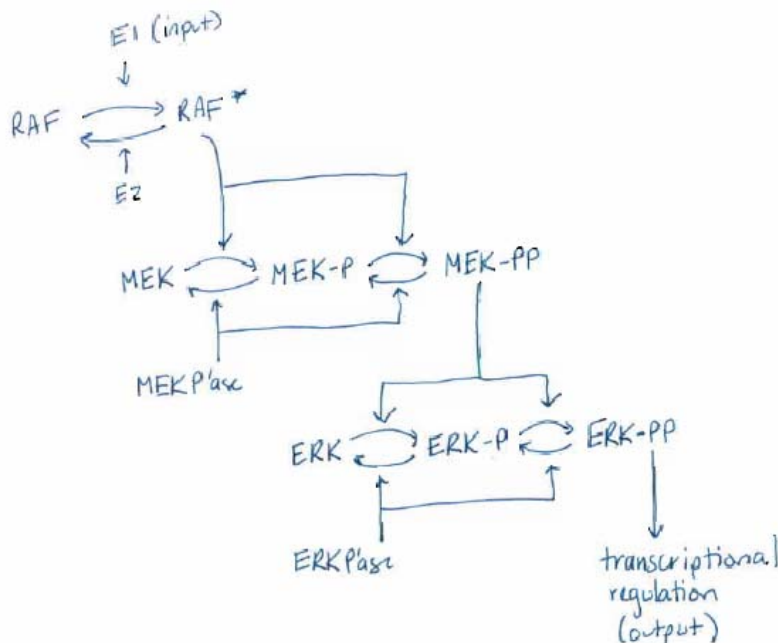 E1 (input)
RAF
RAF*
E2
MEK
MEK-P
MEK-PP
MEKP'ase
ERK
ERK-P
ERK-PP
ERKP'ase
transcriptional
regulation
(output)